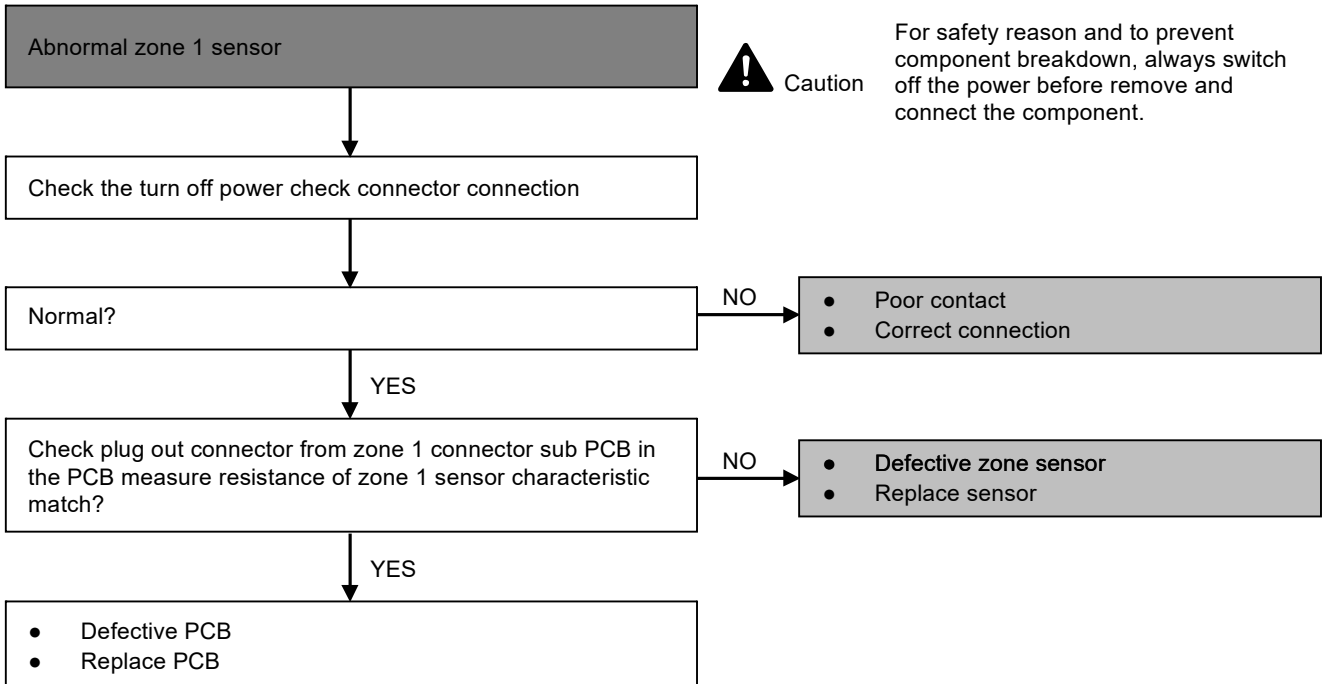 Abnormal zone 1 sensor
Caution
For safety reason and to prevent
component breakdown, always switch
off the power before remove and
connect the component.
Check the turn off power check connector connection
Normal?
NO
● Poor contact
● Correct connection
YES
Check plug out connector from zone 1 connector sub PCB in
the PCB measure resistance of zone 1 sensor characteristic
match?
NO
● Defective zone sensor
● Replace sensor
YES
● Defective PCB
● Replace PCB